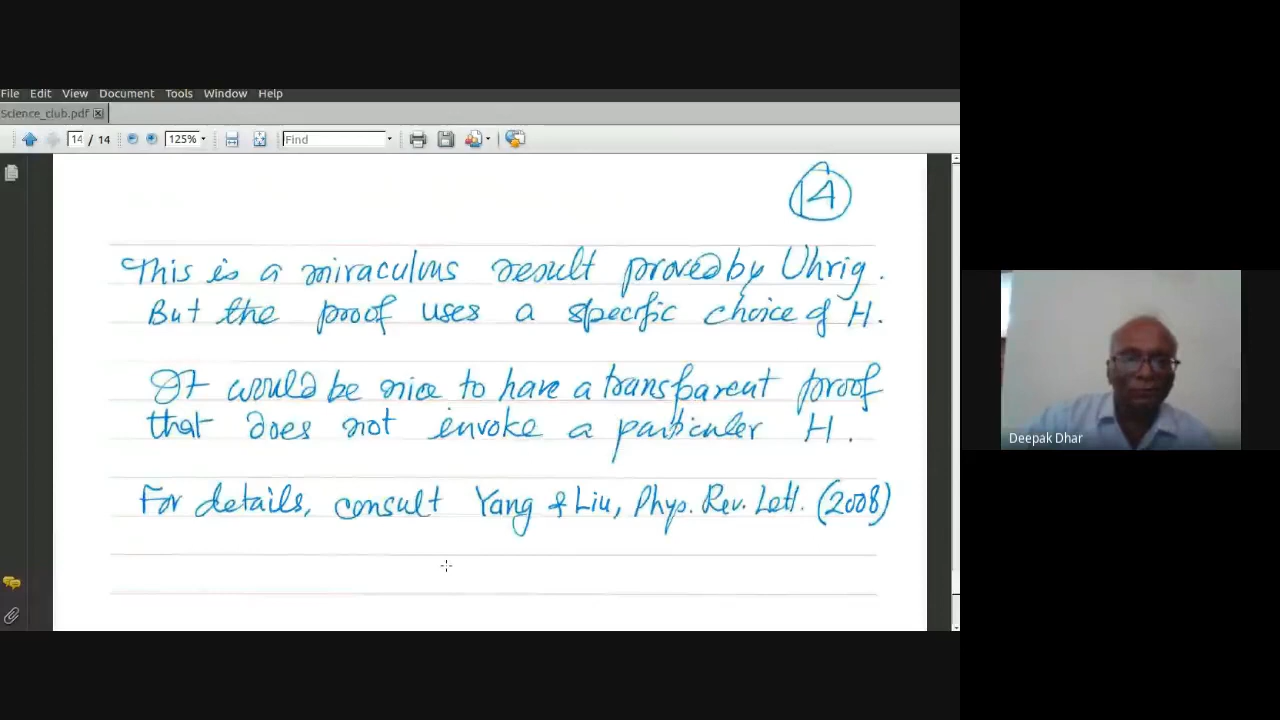 File Edit View Document Tools Window Help
Science_club.pdf
14 / 14 125% Find
14
This is a miraculous result proved by Uhrig.
But the proof uses a specific choice of H.
It would be nice to have a transparent proof
that does not invoke a particuler H.
For details, consult Yang & Liu, Phys. Rev. Lett. (2008)
Deepak Dhar